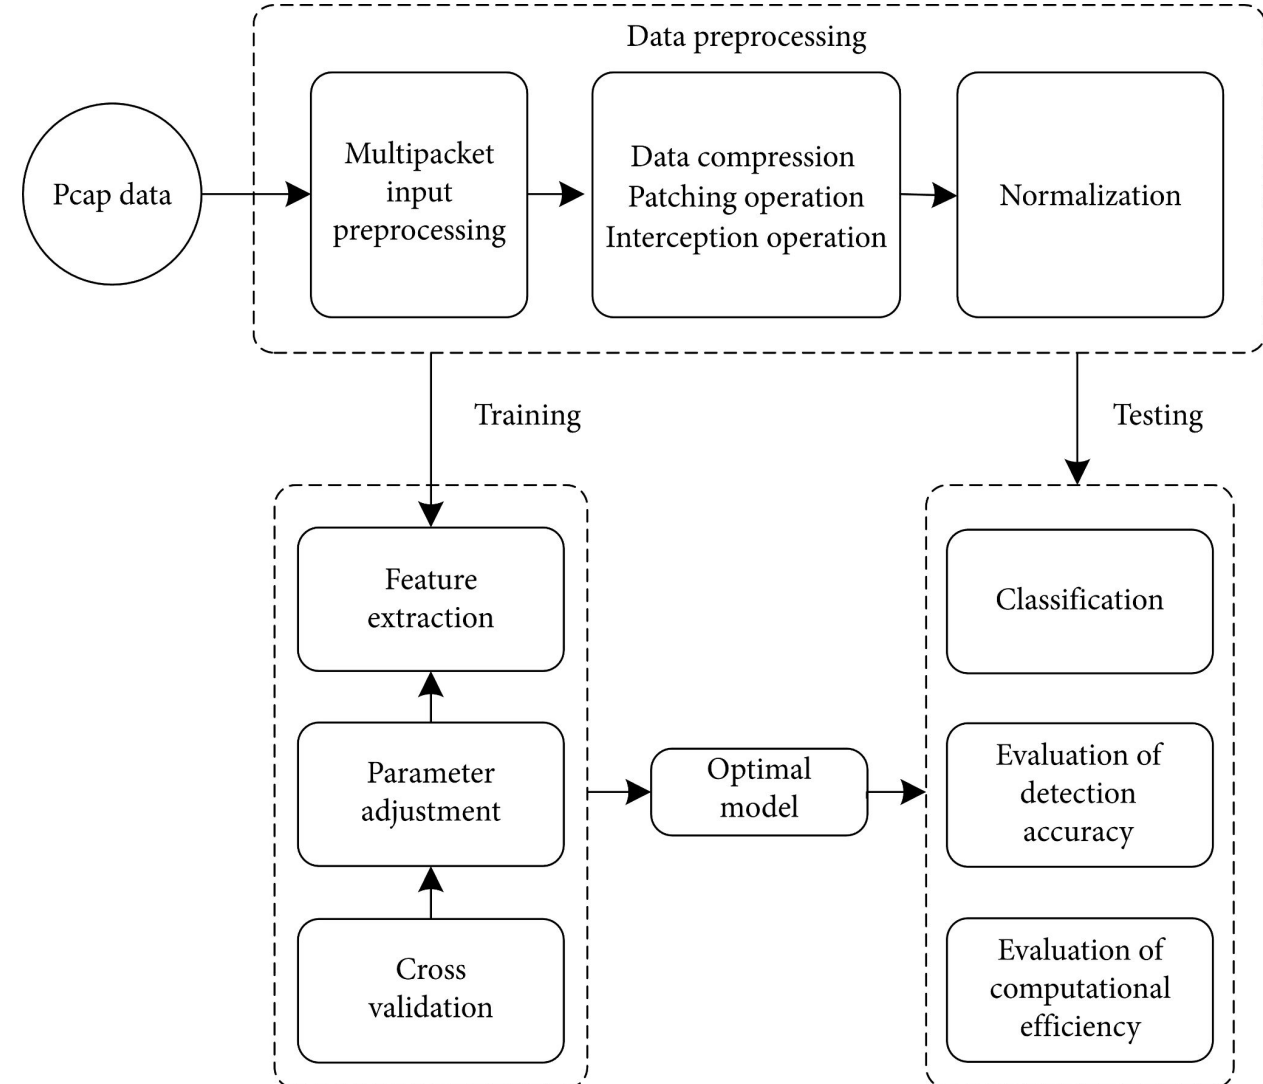 Data preprocessing
Pcap data
Multipacket
input
preprocessing
Data compression
Patching operation
Interception operation
Normalization
Training
Testing
Feature
extraction
Classification
Parameter
adjustment
Optimal
model
Evaluation of
detection
accuracy
Cross
validation
Evaluation of
computational
efficiency